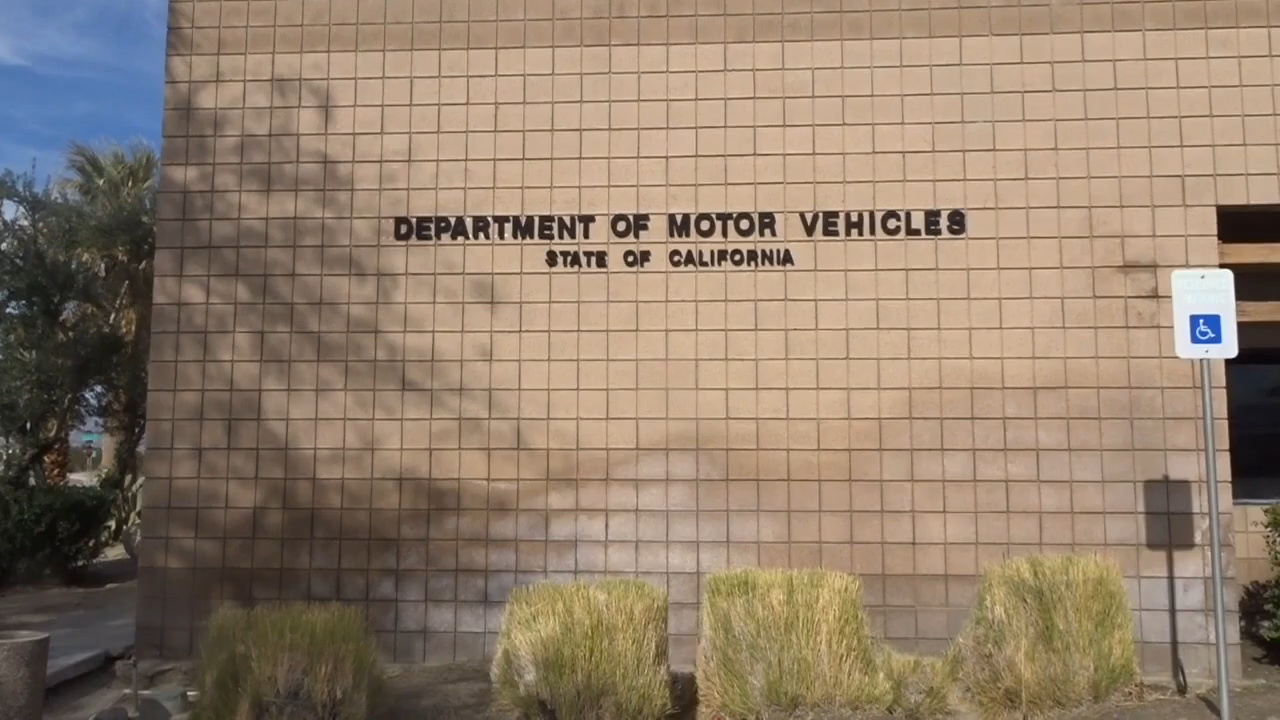 DEPARTMENT OF MOTOR VEHICLES
STATE OF CALIFORNIA